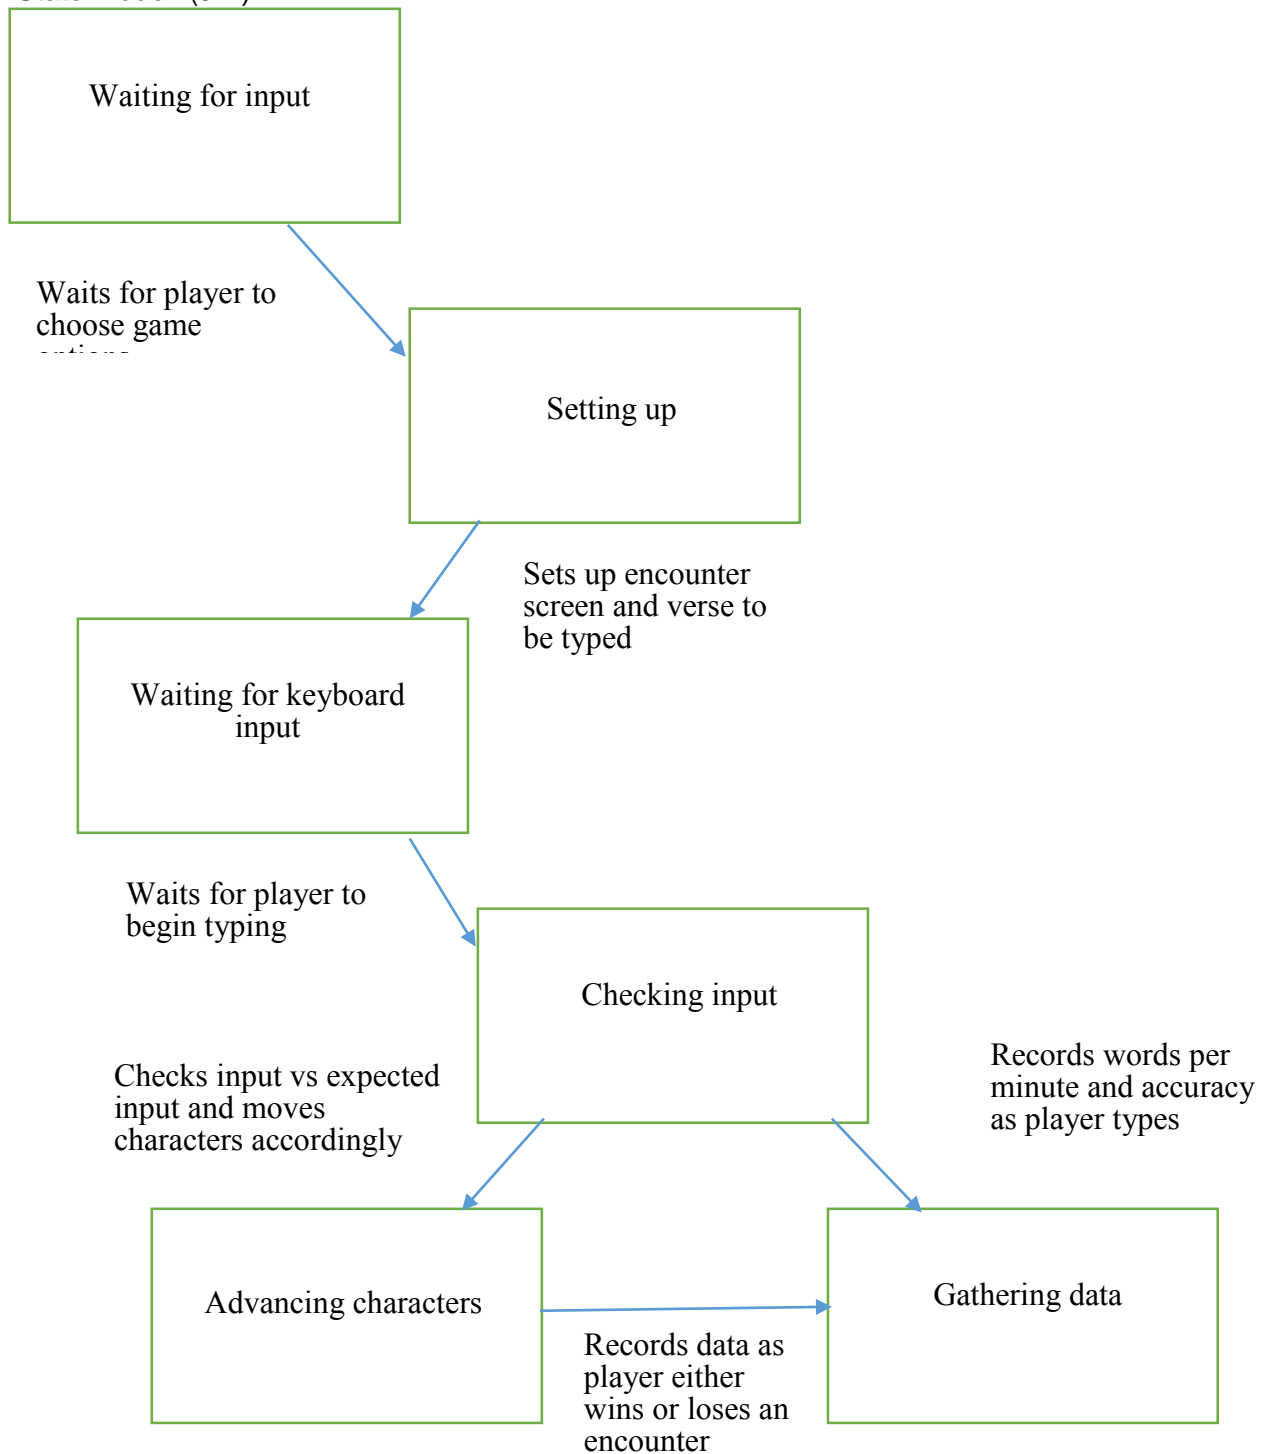 Waiting for input
Waits for player to
choose game
Setting up
Sets up encounter
screen and verse to
be typed
Waiting for keyboard
input
Waits for player to
begin typing
Checking input
Records words per
minute and accuracy
as player types
Checks input vs expected
input and moves
characters accordingly
Advancing characters
Gathering data
Records data as
player either
wins or loses an
encounter